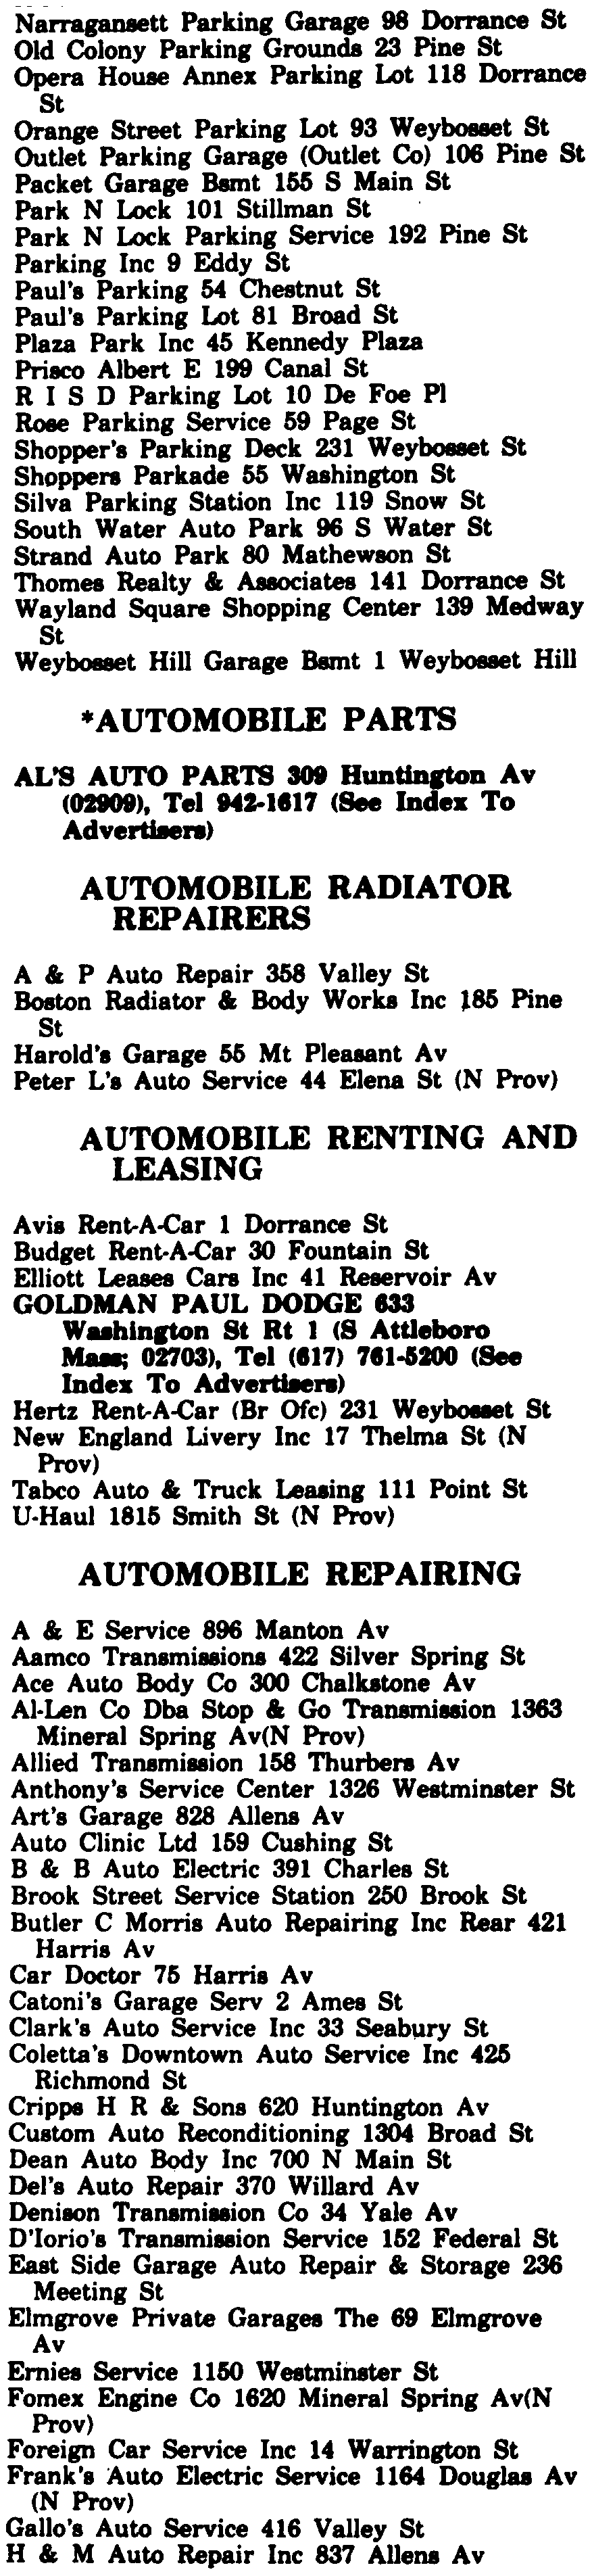 Narragansett Parking Garage 98 Dorrance St
Old Colony Parking Grounds 23 Pine St
Opera House Annex Parking Lot 118 Dorrance
St
Orange Street Parking Lot 93 Weybosset St
Outlet Parking Garage (Outlet Co) 106 Pine St
Packet Garage Bsmt 155 S Main St
Park N Lock 101 Stillman St
Park N Lock Parking Service 192 Pine St
Parking Inc 9 Eddy St
Paul's Parking 54 Chestnut St
Paul's Parking Lot 81 Broad St
Plaza Park Inc 45 Kennedy Plaza
Prisco Albert E 199 Canal St
R I S D Parking Lot 10 De Foe Pl
Rose Parking Service 59 Page St
Shopper's Parking Deck 231 Weybosset St
Shoppers Parkade 55 Washington St
Silva Parking Station Inc 119 Snow St
South Water Auto Park 96 S Water St
Strand Auto Park 80 Mathewson St
Thomes Realty & Associates 141 Dorrance St
Wayland Square Shopping Center 139 Medway
St
Weybosset Hill Garage Bsmt 1 Weybosset Hill
*AUTOMOBILE PARTS
AL'S AUTO PARTS 309 Huntington Av
(02909), Tel 942-1617 (See Index To
Advertisers)
AUTOMOBILE RADIATOR
REPAIRERS
A & P Auto Repair 358 Valley St
Boston Radiator & Body Works Inc 185 Pine
St
Harold's Garage 55 Mt Pleasant Av
Peter L's Auto Service 44 Elena St (N Prov)
AUTOMOBILE RENTING AND
LEASING
Avis Rent-A-Car 1 Dorrance St
Budget Rent-A-Car 30 Fountain St
Elliott Leases Cars Inc 41 Reservoir Av
GOLDMAN PAUL DODGE 633
Washington St Rt 1 (S Attleboro
Mass; 02703), Tel (617) 761-5200 (See
Index To Advertisers)
Hertz Rent-A-Car (Br Ofc) 231 Weybosset St
New England Livery Inc 17 Thelma St (N
Prov)
Tabco Auto & Truck Leasing 111 Point St
U-Haul 1815 Smith St (N Prov)
AUTOMOBILE REPAIRING
A & E Service 896 Manton Av
Aamco Transmissions 422 Silver Spring St
Ace Auto Body Co 300 Chalkstone Av
Al-Len Co Dba Stop & Go Transmission 1363
Mineral Spring Av(N Prov)
Allied Transmission 158 Thurbers Av
Anthony's Service Center 1326 Westminster St
Art's Garage 828 Allens Av
Auto Clinic Ltd 159 Cushing St
B & B Auto Electric 391 Charles St
Brook Street Service Station 250 Brook St
Butler C Morris Auto Repairing Inc Rear 421
Harris Av
Car Doctor 75 Harris Av
Catoni's Garage Serv 2 Ames St
Clark's Auto Service Inc 33 Seabury St
Coletta's Downtown Auto Service Inc 425
Richmond St
Cripps H R & Sons 620 Huntington Av
Custom Auto Reconditioning 1304 Broad St
Dean Auto Body Inc 700 N Main St
Del's Auto Repair 370 Willard Av
Denison Transmission Co 34 Yale Av
D'Iorio's Transmission Service 152 Federal St
East Side Garage Auto Repair & Storage 236
Meeting St
Elmgrove Private Garages The 69 Elmgrove
Av
Ernies Service 1150 Westminster St
Fomex Engine Co 1620 Mineral Spring Av(N
Prov)
Foreign Car Service Inc 14 Warrington St
Frank's Auto Electric Service 1164 Douglas Av
(N Prov)
Gallo's Auto Service 416 Valley St
H & M Auto Repair Inc 837 Allens Av